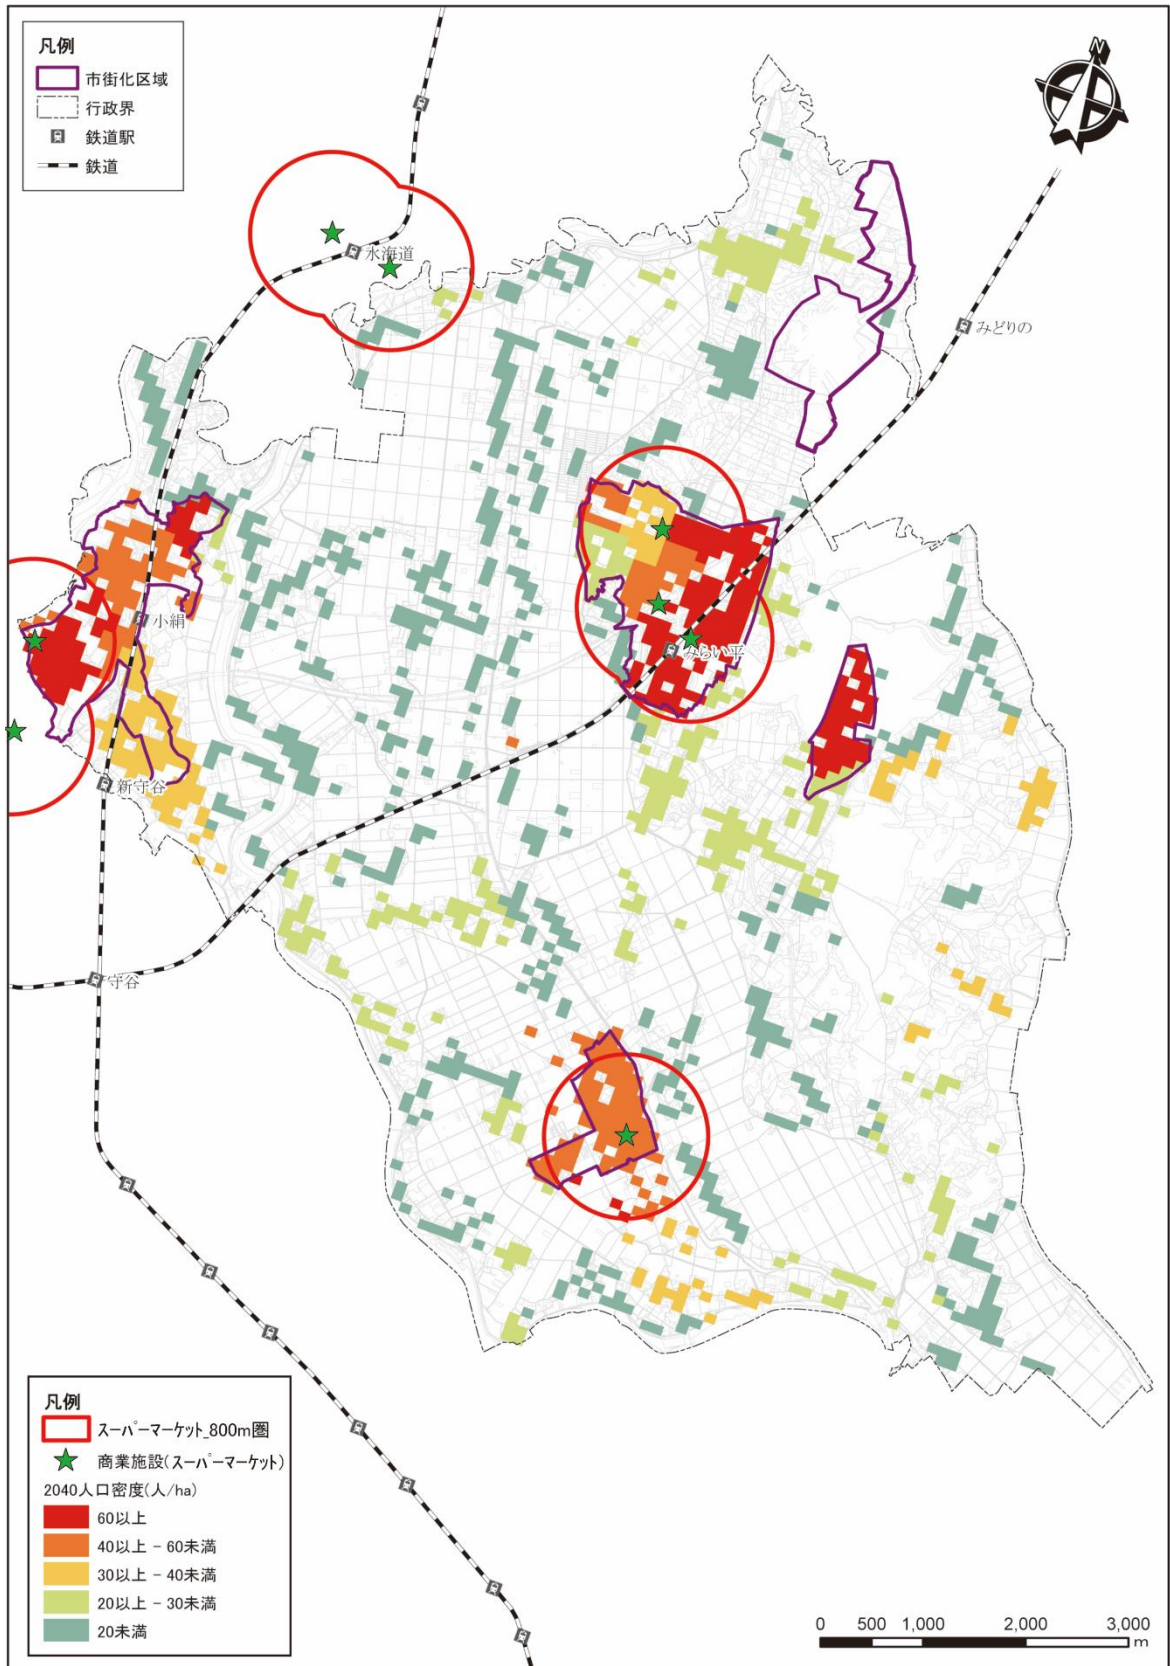 凡例
市街化区域
行政界
鉄道駅
鉄道
N
水海道
みどりの
小絹
みらい平
新守谷
守谷
凡例
スーパーマーケット_800m圏
商業施設(スーパーマーケット)
2040人口密度(人/ha)
60以上
40以上 － 60未満
30以上 － 40未満
20以上 － 30未満
20未満
0 500 1,000 2,000 3,000
m